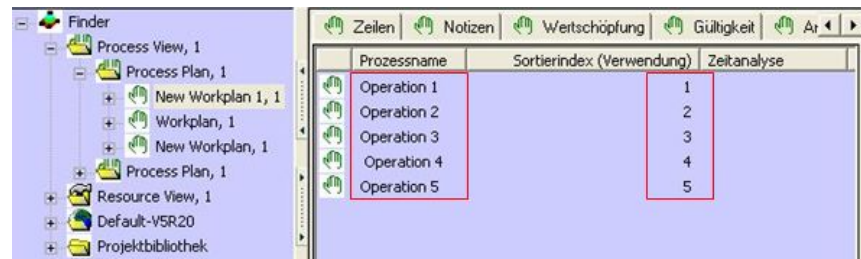 Finder
Process View, 1
Process Plan, 1
New Workplan 1, 1
Workplan, 1
New Workplan, 1
Process Plan, 1
Resource View, 1
Default-V5R20
Projektbibliothek
Zeilen Notizen Wertschöpfung Gültigkeit
Prozessname Sortierindex (Verwendung) Zeitanalyse
Operation 1 1
Operation 2 2
Operation 3 3
Operation 4 4
Operation 5 5